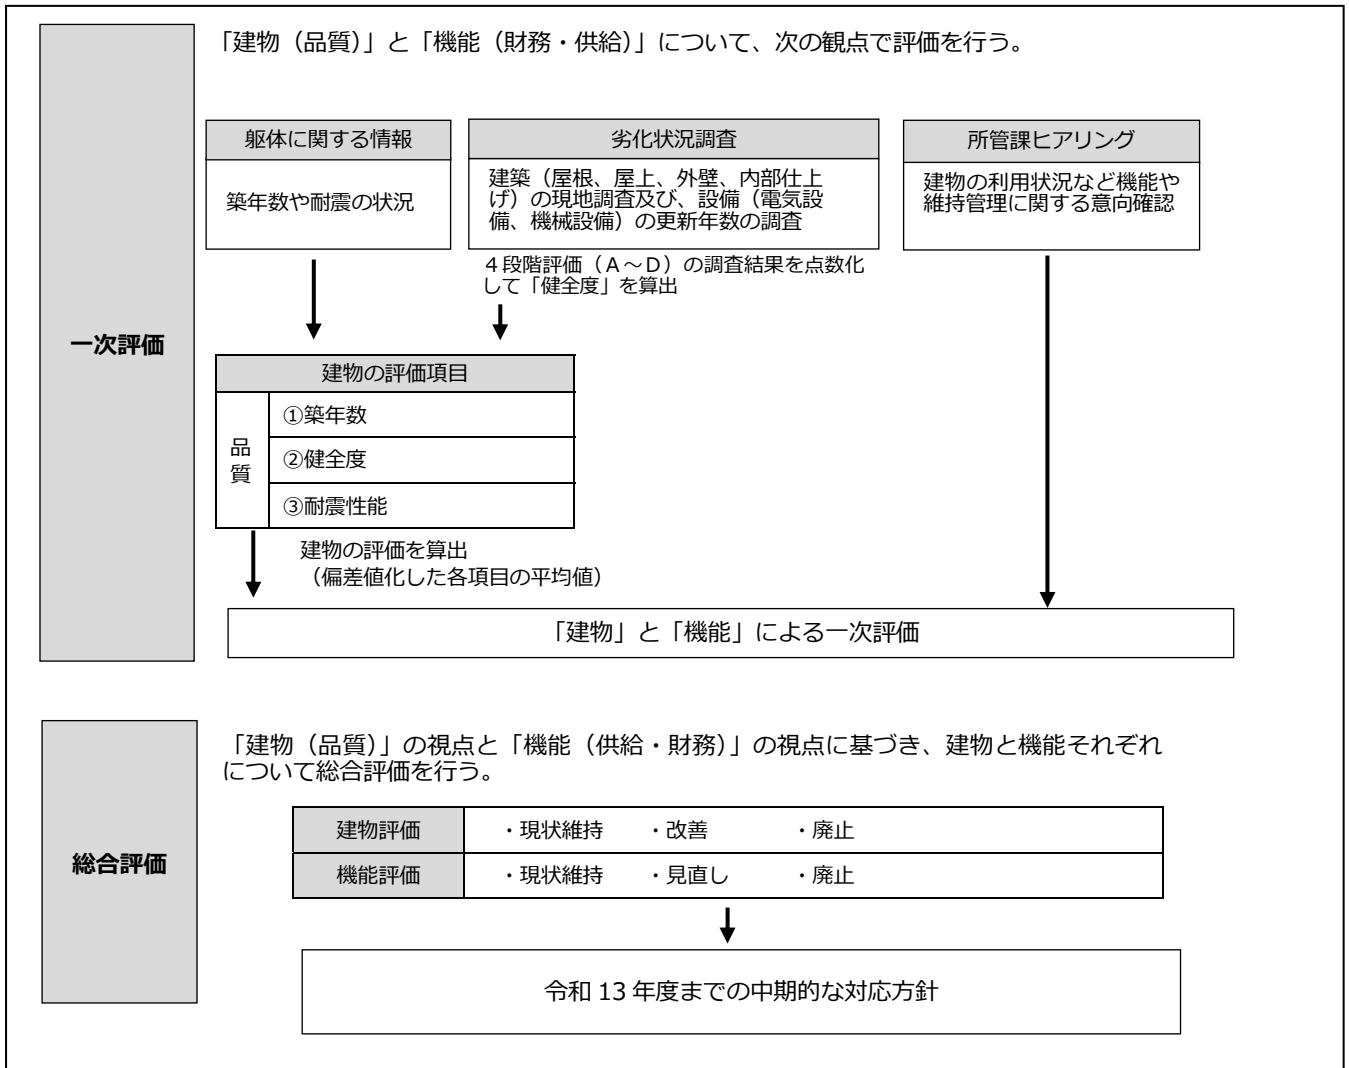 「建物（品質）」と「機能（財務・供給）」について、次の観点で評価を行う。
躯体に関する情報
築年数や耐震の状況
劣化状況調査
建築（屋根、屋上、外壁、内部仕上
げ）の現地調査及び、設備（電気設
備、機械設備）の更新年数の調査
所管課ヒアリング
建物の利用状況など機能や
維持管理に関する意向確認
４段階評価（Ａ～Ｄ）の調査結果を点数化
して「健全度」を算出
一次評価
建物の評価項目
品
質
①築年数
②健全度
③耐震性能
建物の評価を算出
（偏差値化した各項目の平均値）
「建物」と「機能」による一次評価
「建物（品質）」の視点と「機能（供給・財務）」の視点に基づき、建物と機能それぞれ
について総合評価を行う。
総合評価
建物評価 ・現状維持 ・改善 ・廃止
機能評価 ・現状維持 ・見直し ・廃止
令和 13 年度までの中期的な対応方針